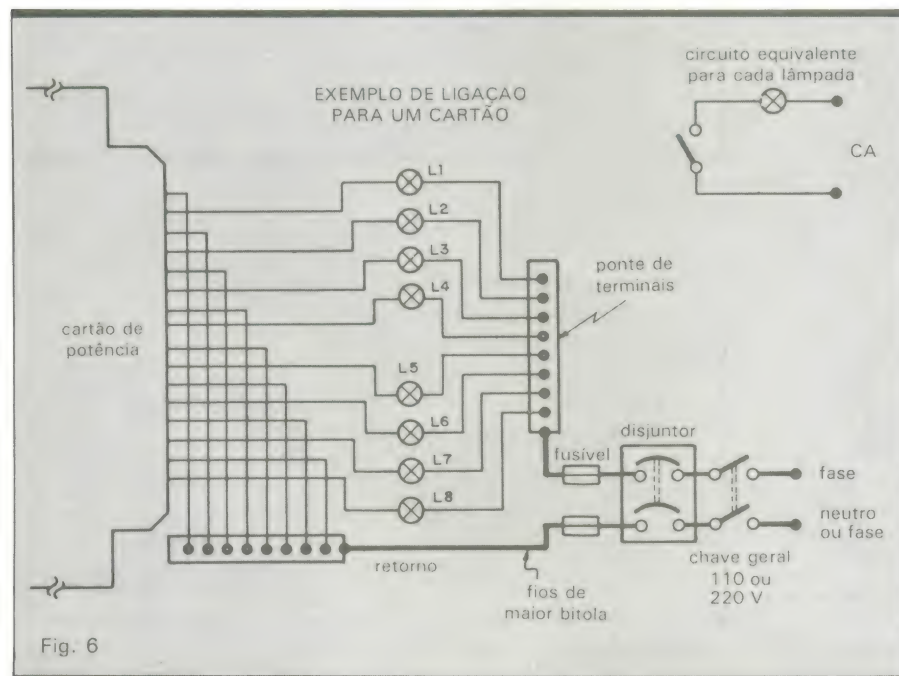 circuito equivalente
para cada lâmpada
EXEMPLO DE LIGAÇÃO
PARA UM CARTÃO
CA
L1
L2
L3
L4
ponte de
terminais
cartão de
potência
L5
L6
L7
L8
disjuntor
fusível
fase
neutro
ou fase
retorno
chave geral
110 ou
220 V
fios de
maior bitola
Fig. 6